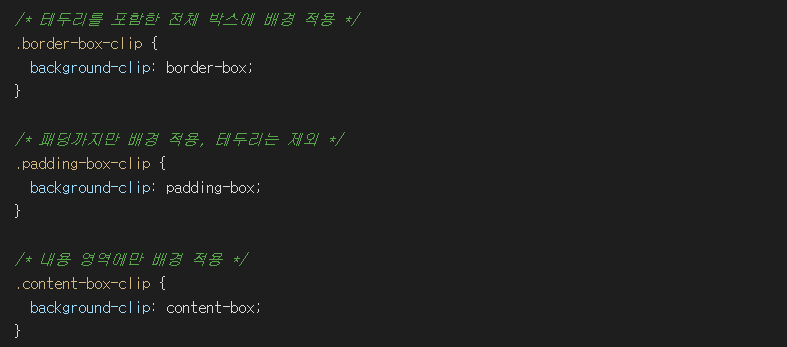 /* 테두리를 포함한 전체 박스에 배경 적용 */
.border-box-clip {
  background-clip: border-box;
}

/* 패딩까지만 배경 적용, 테두리는 제외 */
.padding-box-clip {
  background-clip: padding-box;
}

/* 내용 영역에만 배경 적용 */
.content-box-clip {
  background-clip: content-box;
}